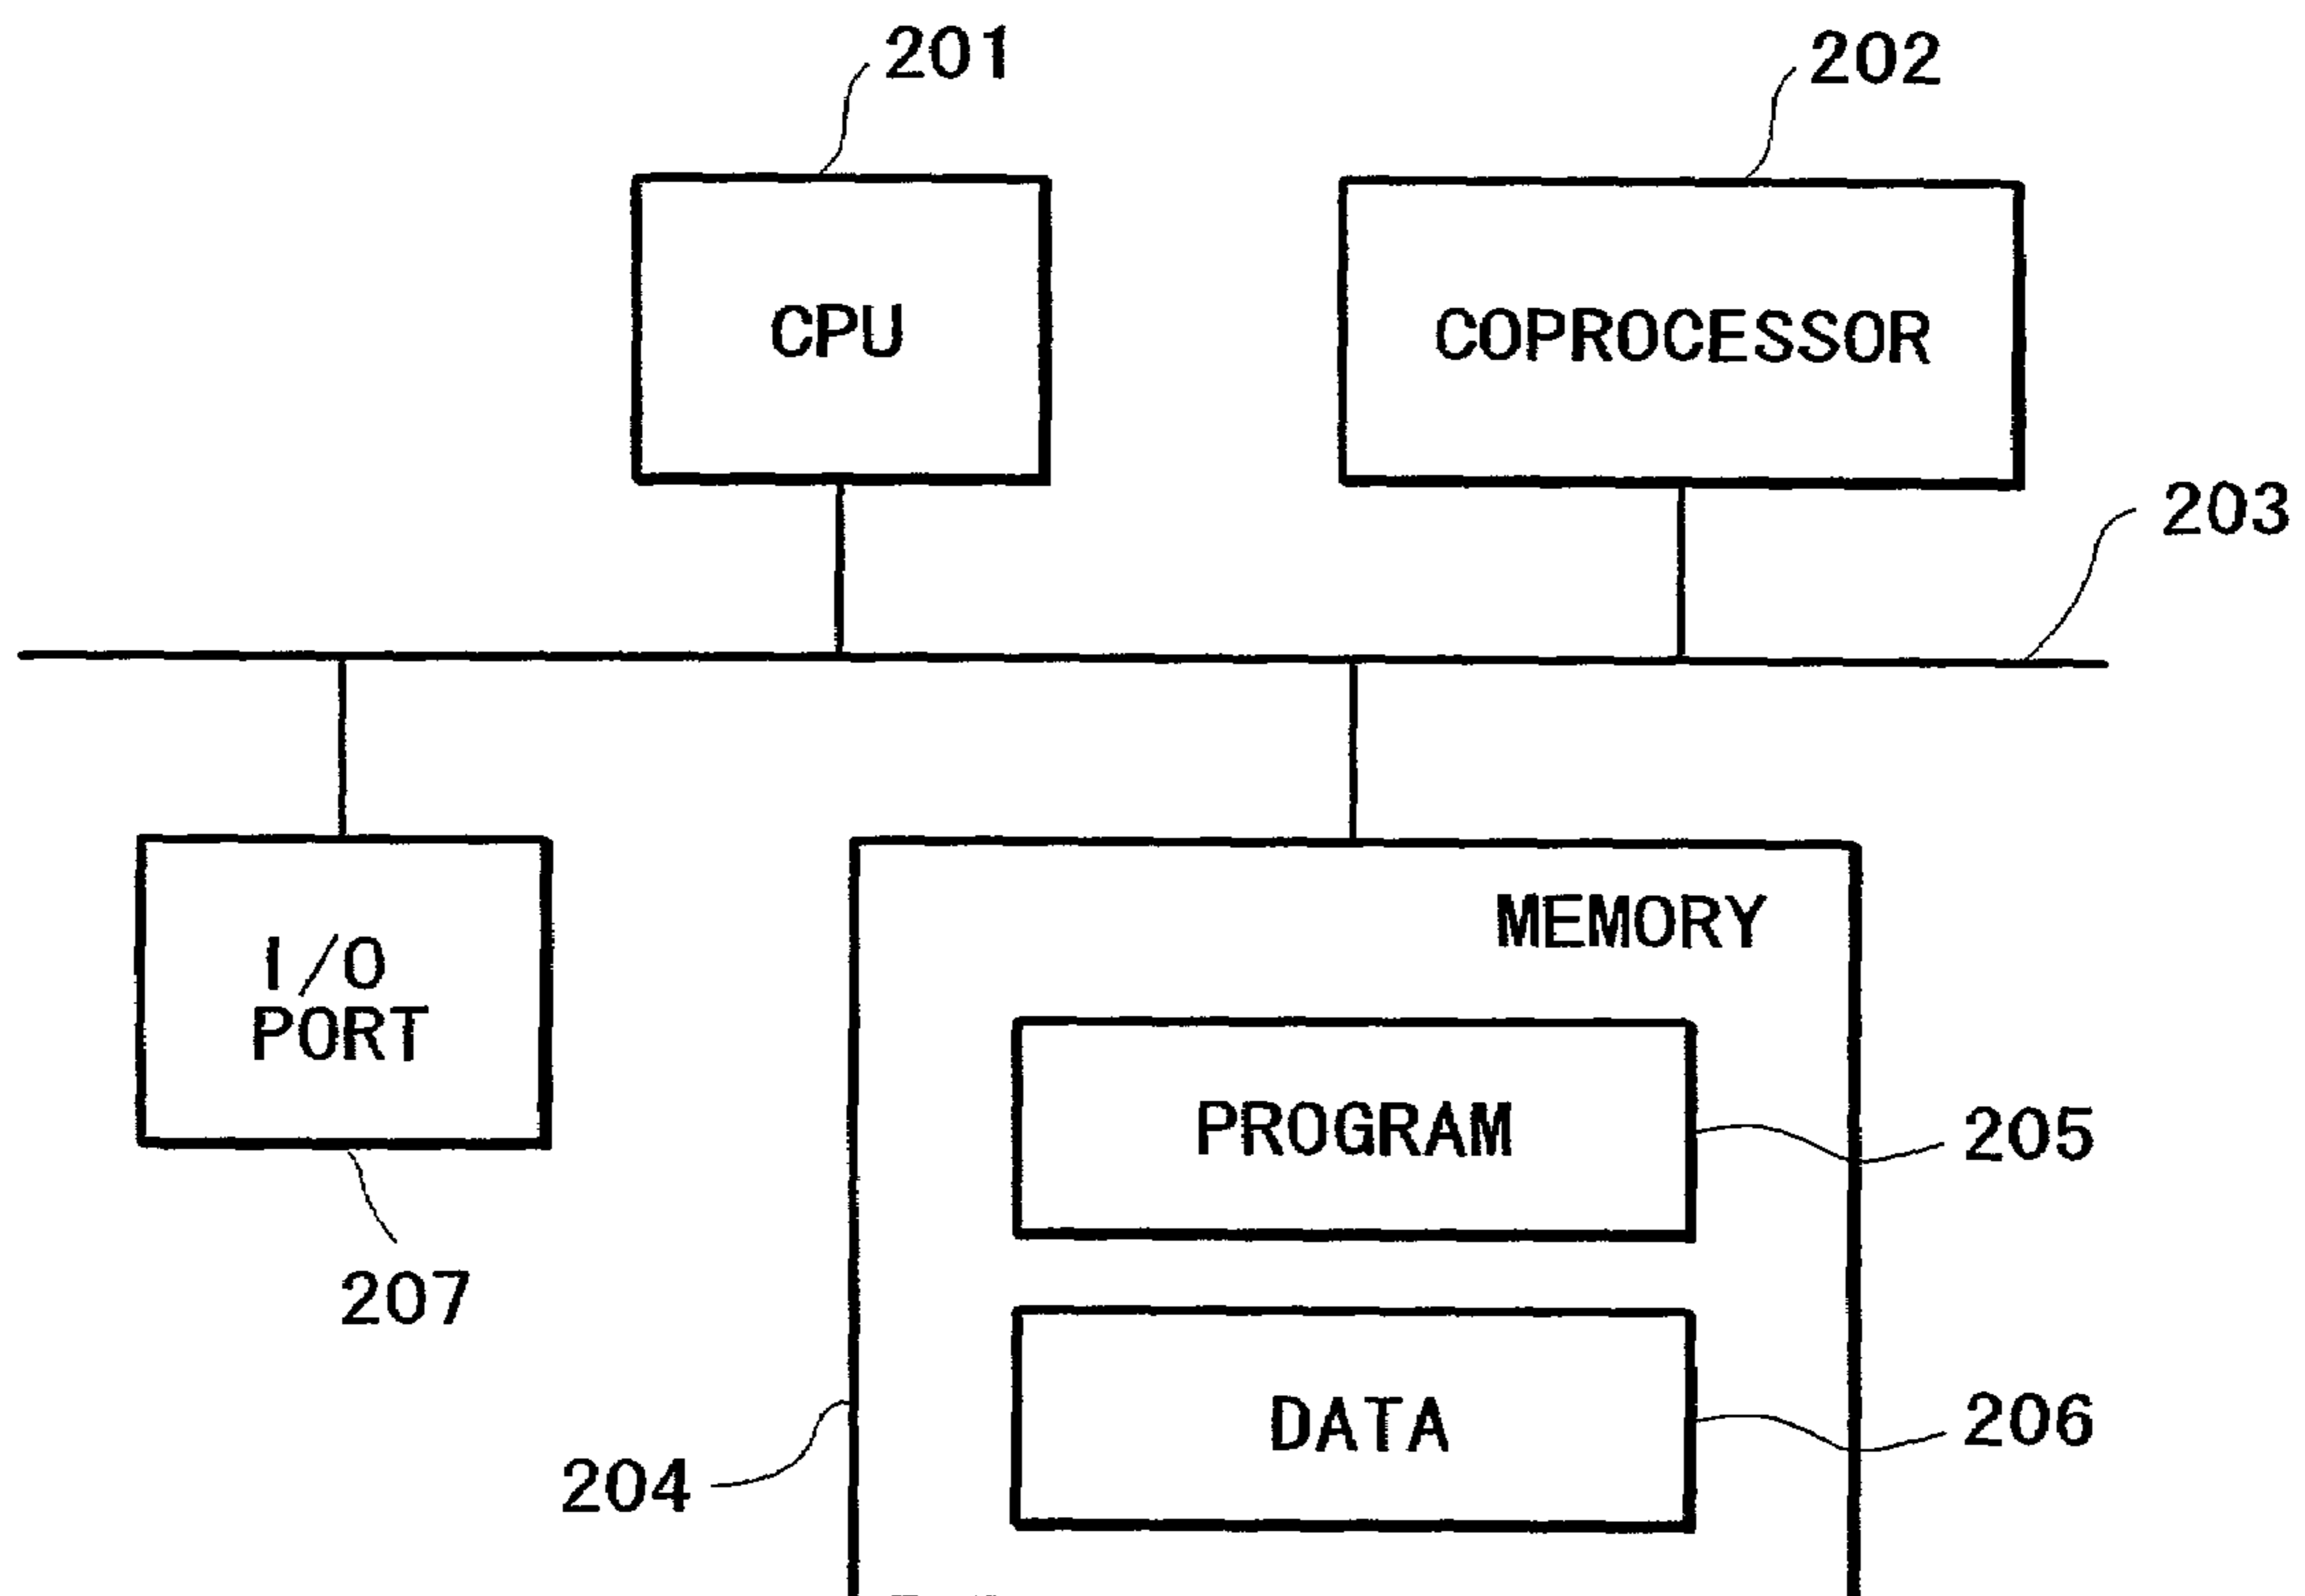 201
202
CPU
COPROCESSOR
203
MEMORY
I/O
PORT
PROGRAM
205
207
DATA
206
204